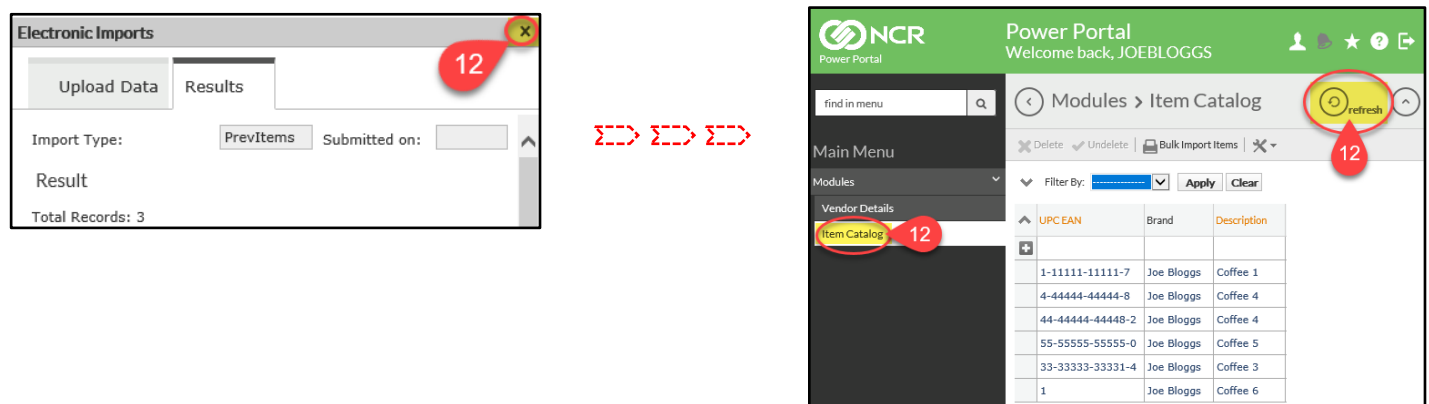 Electronic Imports x
12
Upload Data Results
Import Type: PrevItems Submitted on:
Result
Total Records: 3
NCR
Power Portal
Power Portal
Welcome back, JOEBLOGGS
find in menu
Modules > Item Catalog
refresh
12
Main Menu
Delete Undelete Bulk Import Items
Modules
Filter By: --------------- Apply Clear
Vendor Details
Item Catalog 12
UPC EAN Brand Description
1-11111-11111-7 Joe Bloggs Coffee 1
4-44444-44444-8 Joe Bloggs Coffee 4
44-44444-44448-2 Joe Bloggs Coffee 4
55-55555-55555-0 Joe Bloggs Coffee 5
33-33333-33331-4 Joe Bloggs Coffee 3
1 Joe Bloggs Coffee 6